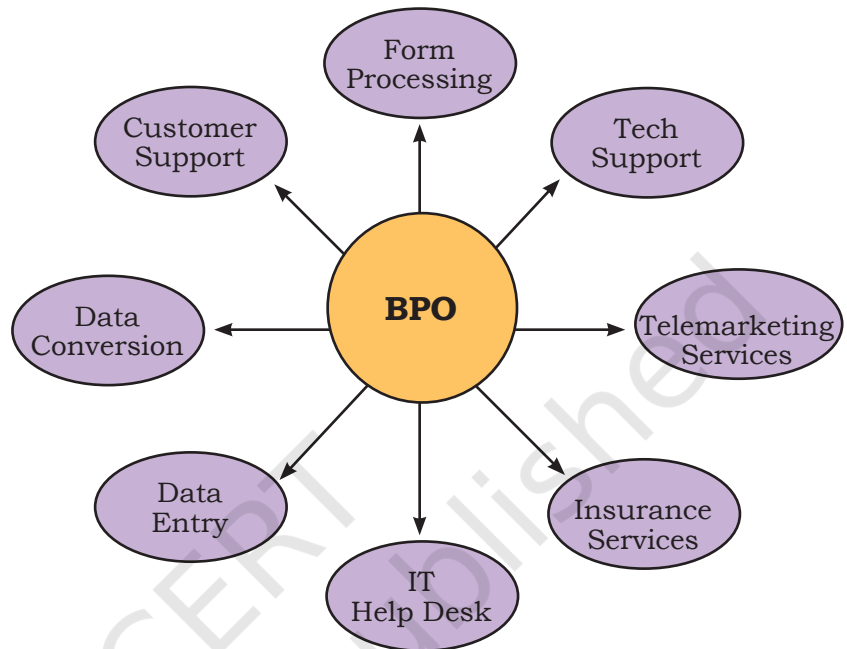 Form
Processing
Customer
Support
Tech
Support
BPO
Data
Conversion
Telemarketing
Services
Data
Entry
Insurance
Services
IT
Help Desk